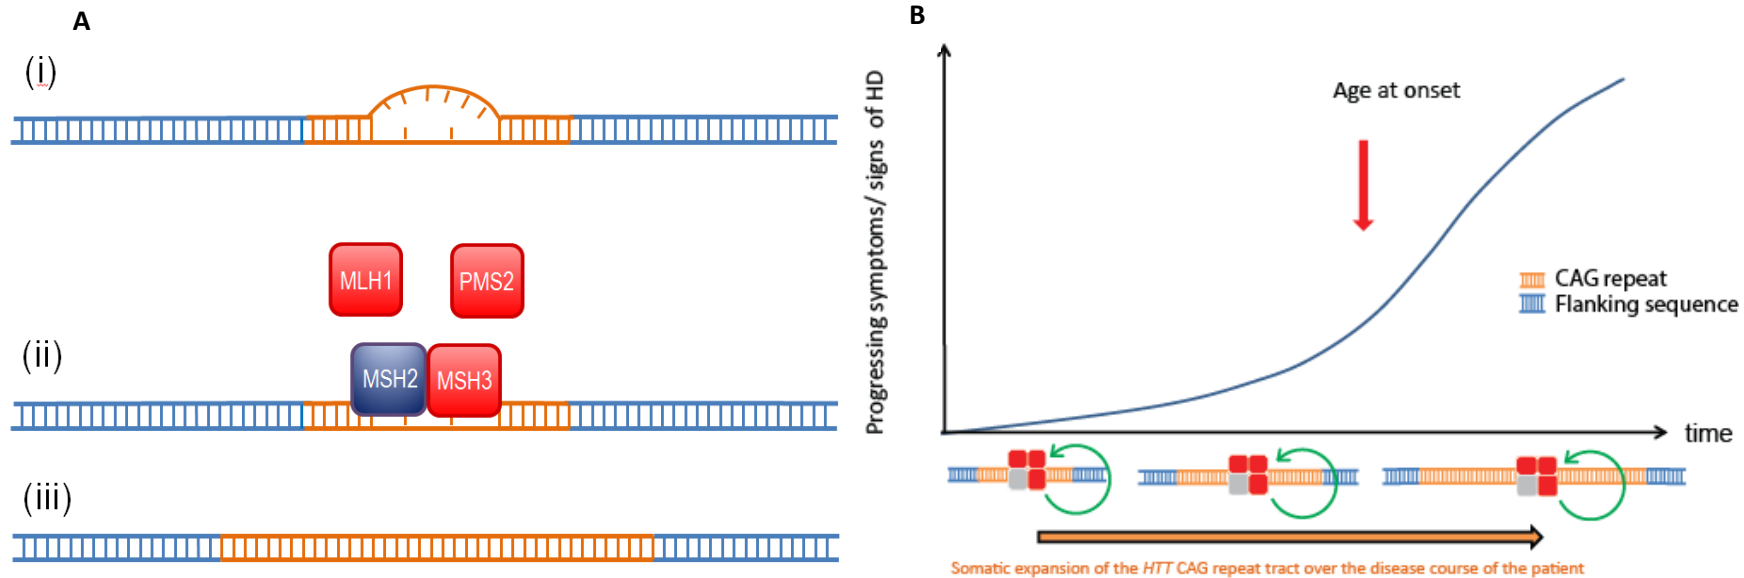 A
(i)
MLH1
PMS2
(ii)
MSH2
MSH3
(iii)
B
Progressing symptoms/ signs of HD
Age at onset
CAG repeat
Flanking sequence
time
Somatic expansion of the HTT CAG repeat tract over the disease course of the patient